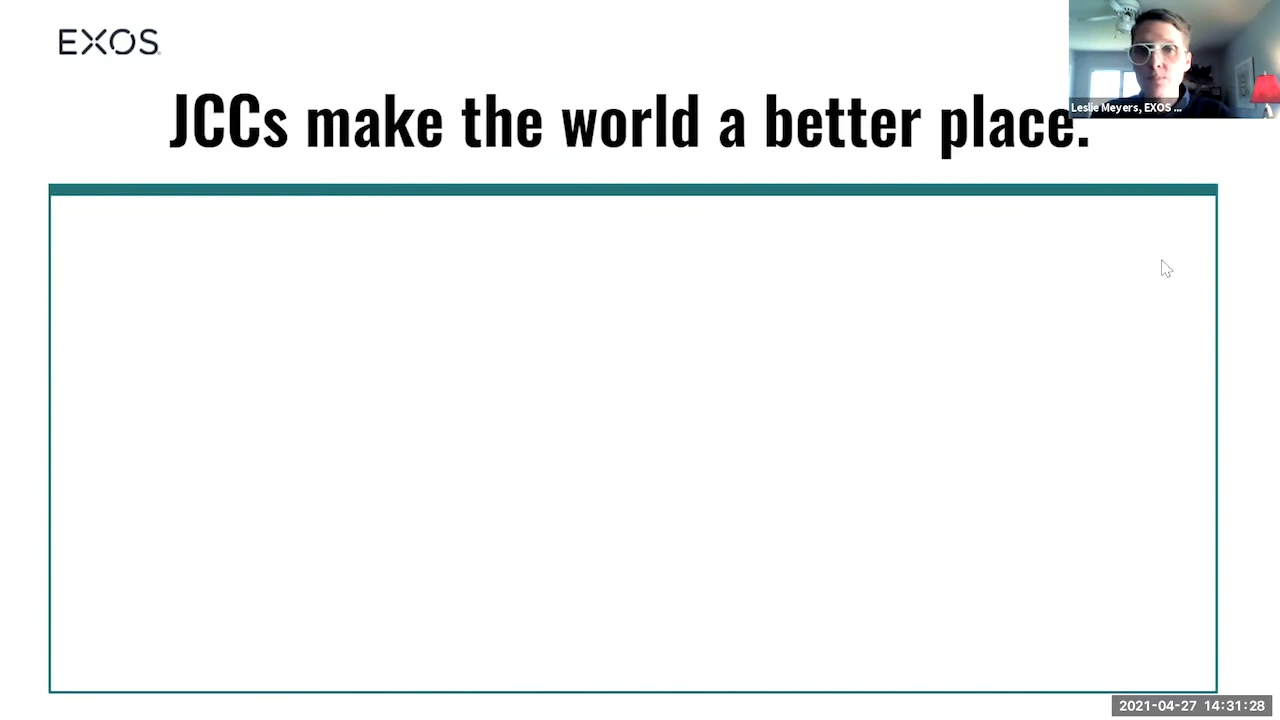 EXOS
JCCs make the world a better place.
Leslie Meyers, EXOS ...
2021-04-27 14:31:28